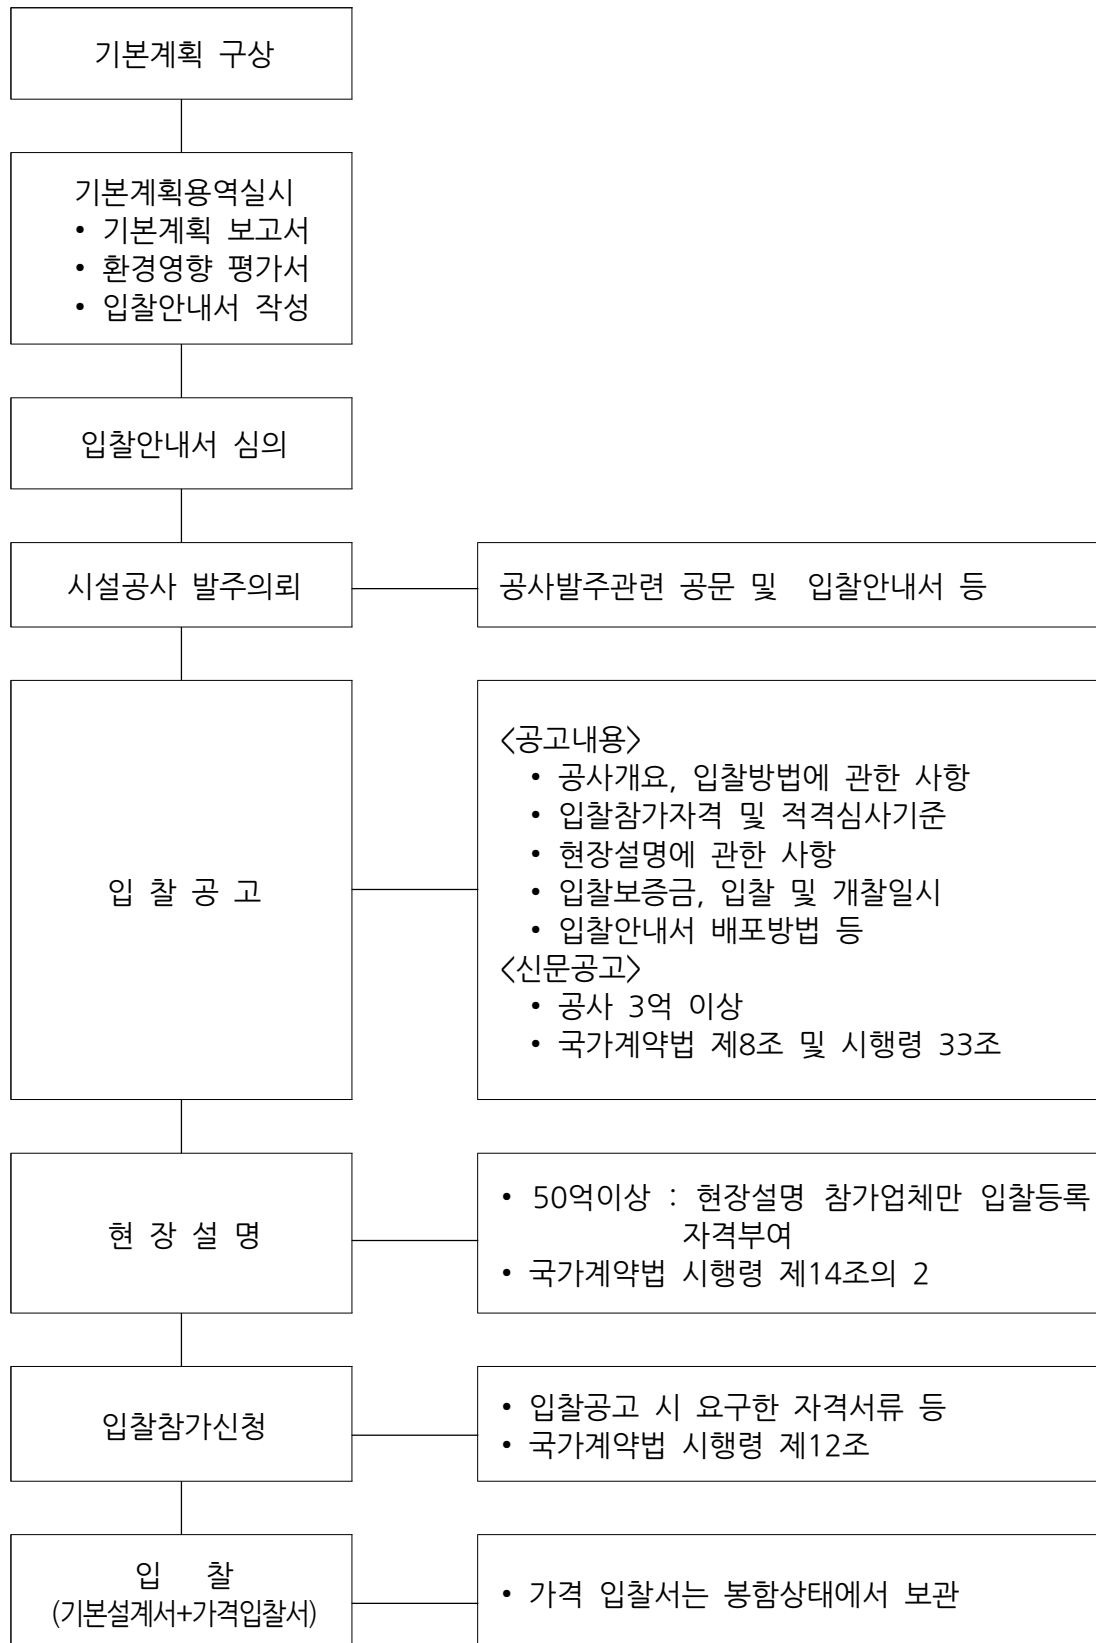 기본계획 구상
기본계획용역실시
• 기본계획 보고서
• 환경영향 평가서
• 입찰안내서 작성
입찰안내서 심의
시설공사 발주의뢰
공사발주관련 공문 및 입찰안내서 등
입 찰 공 고
<공고내용>
• 공사개요, 입찰방법에 관한 사항
• 입찰참가자격 및 적격심사기준
• 현장설명에 관한 사항
• 입찰보증금, 입찰 및 개찰일시
• 입찰안내서 배포방법 등
<신문공고>
• 공사 3억 이상
• 국가계약법 제8조 및 시행령 33조
현 장 설 명
• 50억이상 : 현장설명 참가업체만 입찰등록
자격부여
• 국가계약법 시행령 제14조의 2
입찰참가신청
• 입찰공고 시 요구한 자격서류 등
• 국가계약법 시행령 제12조
입 찰
(기본설계서+가격입찰서)
• 가격 입찰서는 봉함상태에서 보관